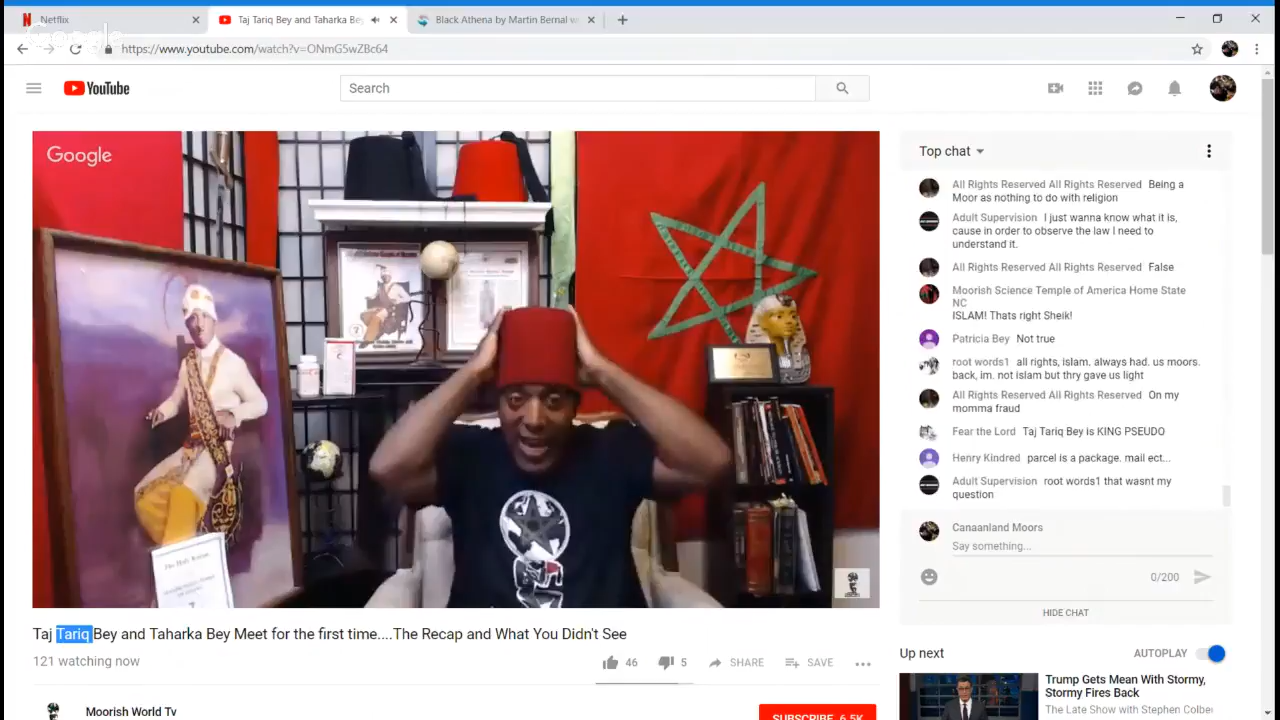 Netflix
Taj Tariq Bey and Taharka Bey
Black Athena by Martin Bernal w
Google
https://www.youtube.com/watch?v=ONmG5wZBc64
YouTube
Search
Google
Top chat
All Rights Reserved All Rights Reserved Being a
Moor as nothing to do with religion
Adult Supervision I just wanna know what it is,
cause in order to observe the law I need to
understand it.
All Rights Reserved All Rights Reserved False
Moorish Science Temple of America Home State
NC
ISLAM! Thats right Sheik!
Patricia Bey Not true
root words1 all rights, islam. always had. us moors.
back, im. not islam but thry gave us light
All Rights Reserved All Rights Reserved On my
momma fraud
Fear the Lord Taj Tariq Bey is KING PSEUDO
Henry Kindred parcel is a package. mail ect...
Adult Supervision root words1 that wasnt my
question
Canaanland Moors
Say something...
0/200
HIDE CHAT
7
Taj Tariq Bey and Taharka Bey Meet for the first time....The Recap and What You Didn't See
121 watching now
46
5
SHARE
SAVE
Up next
AUTOPLAY
Trump Gets Mean With Stormy,
Stormy Fires Back
The Late Show with Stephen Colber
Moorish World Tv
SUBSCRIBE 6.5K